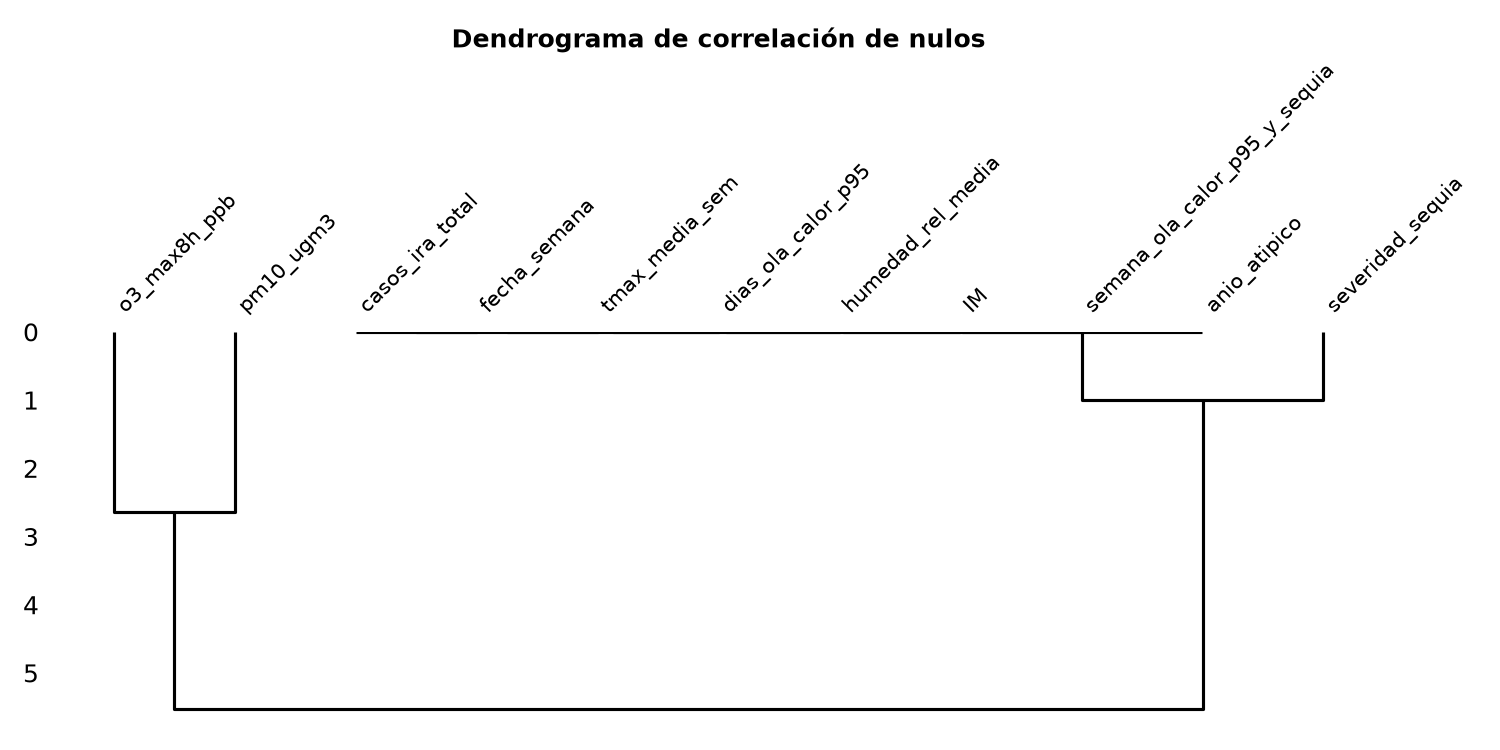 Dendrograma de correlación de nulos
o3_max8h_ppb
pm10_ugm3
casos_ira_total
fecha_semana
tmax_media_sem
dias_ola_calor_p95
humedad_rel_media
IM
semana_ola_calor_p95_y_sequia
anio_atipico
severidad_sequia
0
1
2
3
4
5